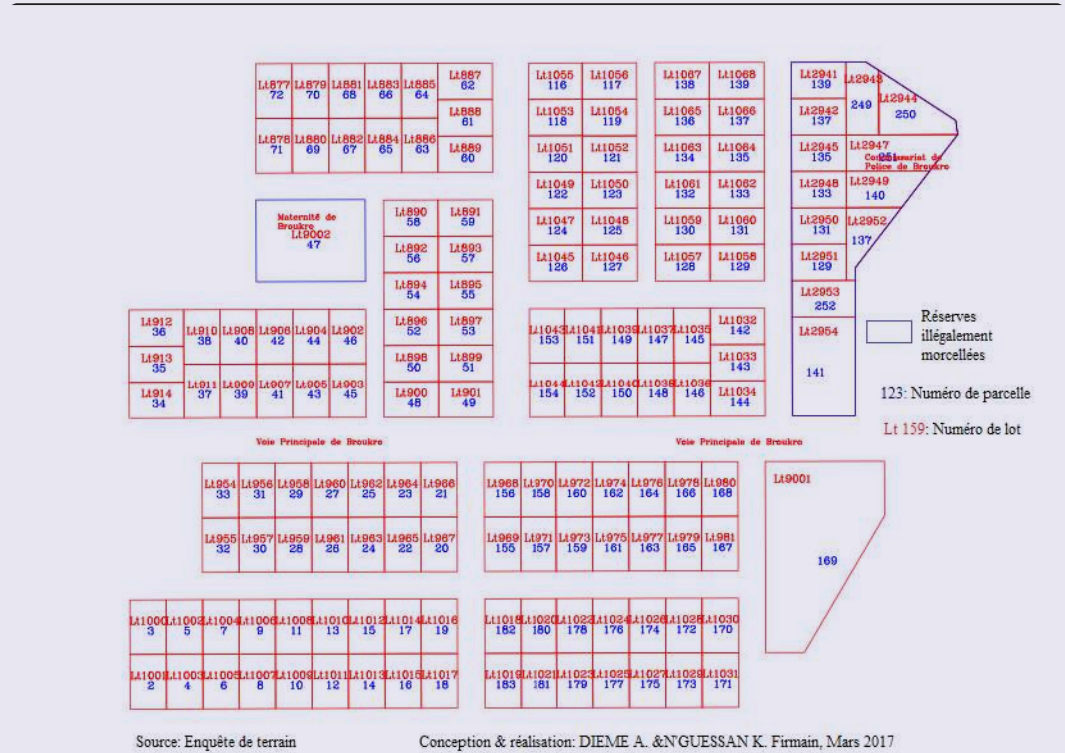 Lt877 Lt879 Lt881 Lt883 Lt885 Lt887
72 70 68 66 64 62
Lt888
61
Lt878 Lt880 Lt882 Lt884 Lt886 Lt889
71 69 67 65 63 60
Lt1055 Lt1056
116 117
Lt1053 Lt1054
118 119
Lt1051 Lt1052
120 121
Lt1049 Lt1050
122 123
Lt1047 Lt1048
124 125
Lt1045 Lt1046
126 127
Lt1067 Lt1068
138 139
Lt1065 Lt1066
136 137
Lt1063 Lt1064
134 135
Lt1061 Lt1062
132 133
Lt1059 Lt1060
130 131
Lt1057 Lt1058
128 129
Lt2941 Lt2943 Lt2944
139 249 250
Lt2942
137
Lt2945 Lt2947
135 251
Commissariat de
Police de Broukro
Lt2948 Lt2949
133 140
Lt2950 Lt2952
131 137
Lt2951
129
Lt2953
252
Lt2954
141
Maternité de
Broukro
Lt9002
47
Lt890 Lt891
58 59
Lt892 Lt893
56 57
Lt894 Lt895
54 55
Lt896 Lt897
52 53
Lt898 Lt899
50 51
Lt900 Lt901
48 49
Lt912 Lt910 Lt908 Lt906 Lt904 Lt902
36 38 40 42 44 46
Lt913
35
Lt914 Lt911 Lt909 Lt907 Lt905 Lt903
34 37 39 41 43 45
Lt1043 Lt1041 Lt1039 Lt1037 Lt1035 Lt1032
153 151 149 147 145 142
Lt1033
143
Lt1044 Lt1042 Lt1040 Lt1038 Lt1036 Lt1034
154 152 150 148 146 144
Réserves
illégalement
morcellées
123: Numéro de parcelle
Lt 159: Numéro de lot
Voie Principale de Broukro
Voie Principale de Broukro
Lt954 Lt956 Lt958 Lt960 Lt962 Lt964 Lt966
33 31 29 27 25 23 21
Lt955 Lt957 Lt959 Lt961 Lt963 Lt965 Lt967
32 30 28 26 24 22 20
Lt968 Lt970 Lt972 Lt974 Lt976 Lt978 Lt980
156 158 160 162 164 166 168
Lt969 Lt971 Lt973 Lt975 Lt977 Lt979 Lt981
155 157 159 161 163 165 167
Lt9001
169
Lt1000 Lt1002 Lt1004 Lt1006 Lt1008 Lt1010 Lt1012 Lt1014 Lt1016
3 5 7 9 11 13 15 17 19
Lt1001 Lt1003 Lt1005 Lt1007 Lt1009 Lt1011 Lt1013 Lt1015 Lt1017
2 4 6 8 10 12 14 16 18
Lt1018 Lt1020 Lt1022 Lt1024 Lt1026 Lt1028 Lt1030
182 180 178 176 174 172 170
Lt1019 Lt1021 Lt1023 Lt1025 Lt1027 Lt1029 Lt1031
183 181 179 177 175 173 171
Source: Enquête de terrain
Conception & réalisation: DIEME A. &N'GUESSAN K. Firmain, Mars 2017